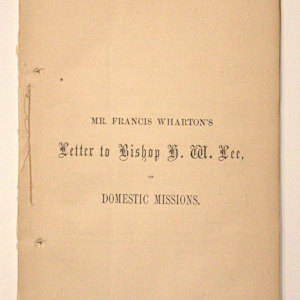 MR. FRANCIS WHARTON'S
Letter to Bishop H. W. Lee,
ON
DOMESTIC MISSIONS.